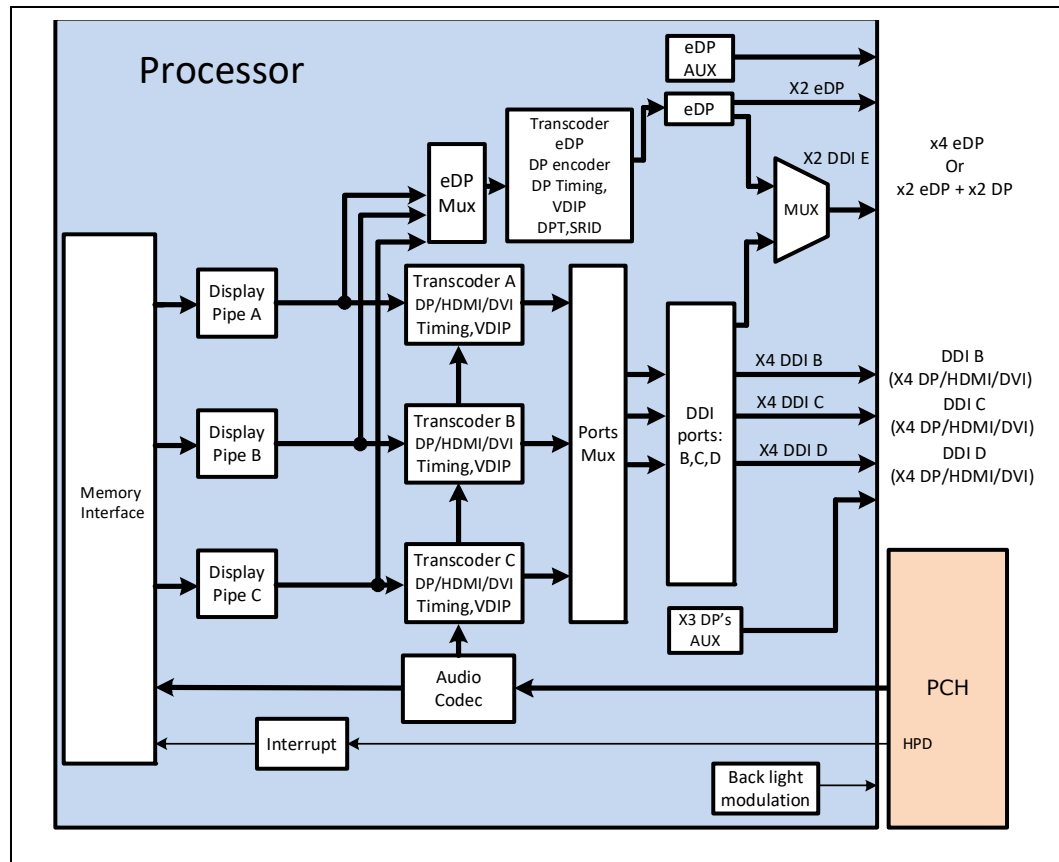 Processor
eDP
AUX
X2 eDP
eDP
Transcoder
eDP
DP encoder
DP Timing,
VDIP
DPT,SRID
eDP
Mux
X2 DDI E
MUX
x4 eDP
Or
x2 eDP + x2 DP
Memory
Interface
Display
Pipe A
Transcoder A
DP/HDMI/DVI
Timing,VDIP
Display
Pipe B
Transcoder B
DP/HDMI/DVI
Timing,VDIP
Display
Pipe C
Transcoder C
DP/HDMI/DVI
Timing,VDIP
Ports
Mux
DDI
ports:
B,C,D
X4 DDI B
X4 DDI C
X4 DDI D
DDI B
(X4 DP/HDMI/DVI)
DDI C
(X4 DP/HDMI/DVI)
DDI D
(X4 DP/HDMI/DVI)
X3 DP’s
AUX
Audio
Codec
PCH
Interrupt
HPD
Back light
modulation